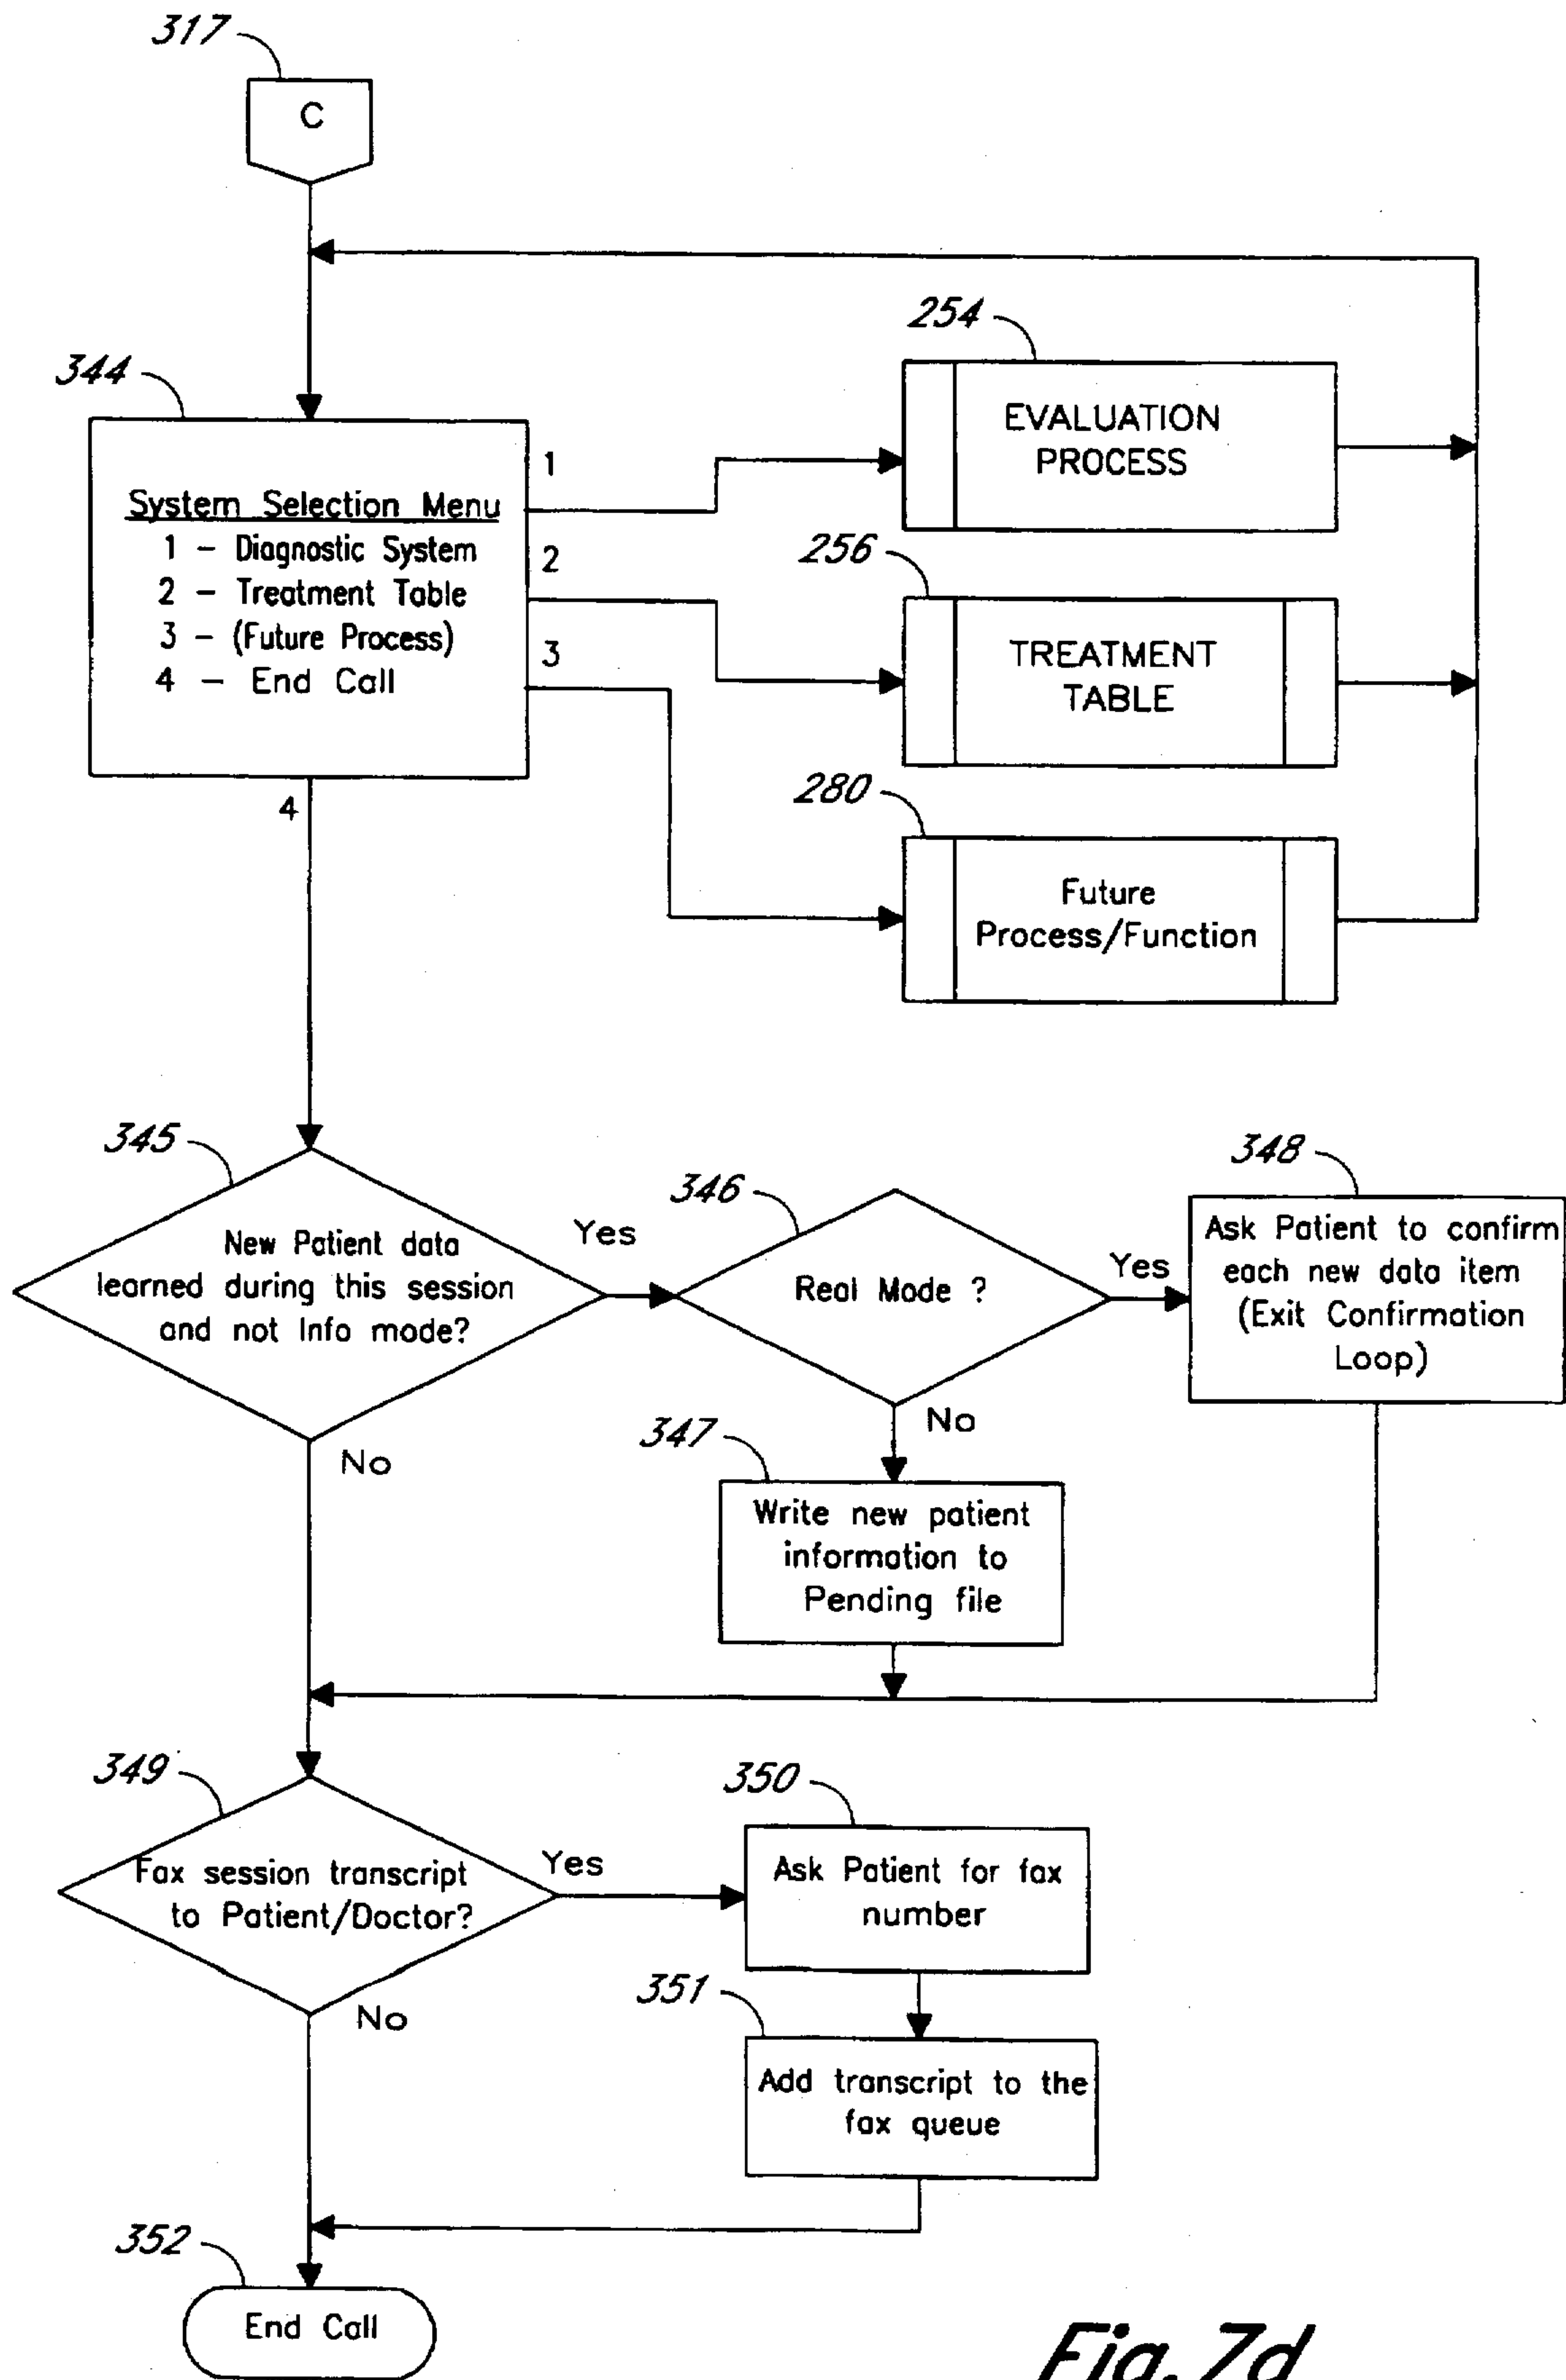 317
C
254
344
EVALUATION
PROCESS
1
System Selection Menu
1 - Diagnostic System
2 - Treatment Table
3 - (Future Process)
4 - End Call
2
256
3
TREATMENT
TABLE
280
4
Future
Process/Function
345
New Patient data
learned during this session
and not Info mode?
Yes
346
Real Mode ?
Yes
348
Ask Patient to confirm
each new data item
(Exit Confirmation
Loop)
No
No
347
Write new patient
information to
Pending file
349
Fax session transcript
to Patient/Doctor?
Yes
350
Ask Patient for fax
number
No
351
Add transcript to the
fax queue
352
End Call
Fig. 7d